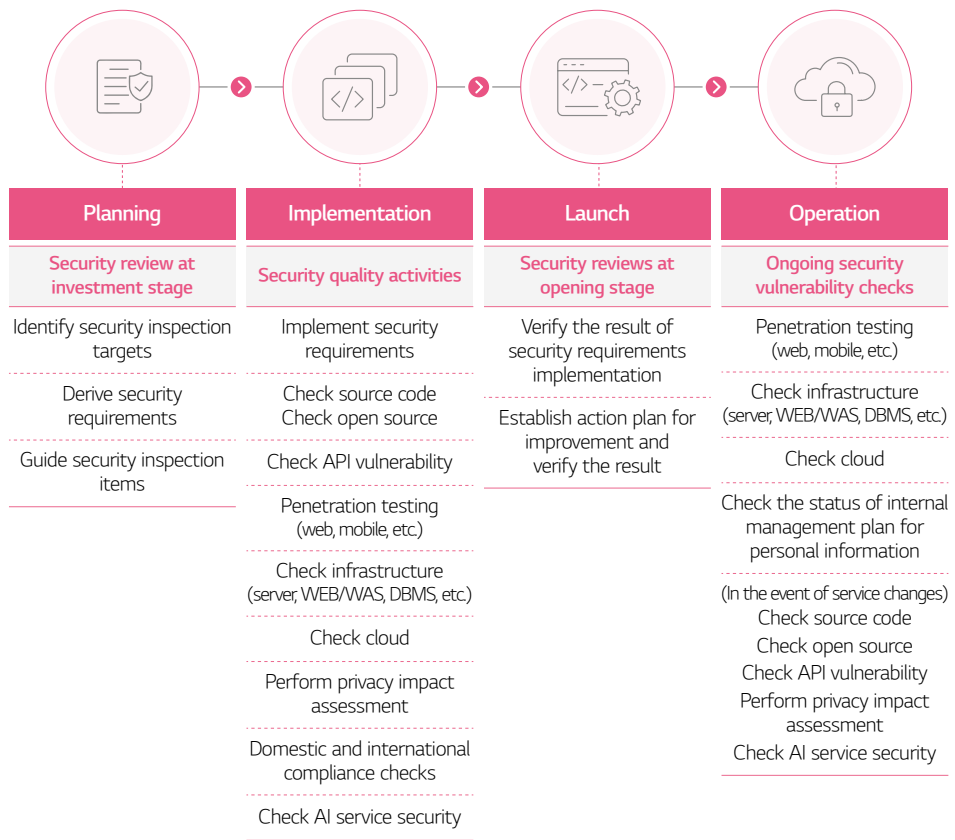 </>
</>
Planning
Security review at
investment stage
Identify security inspection
targets
Derive security
requirements
Guide security inspection
items
Implementation
Security quality activities
Implement security
requirements
Check source code
Check open source
Check API vulnerability
Penetration testing
(web, mobile, etc.)
Check infrastructure
(server, WEB/WAS, DBMS, etc.)
Check cloud
Perform privacy impact
assessment
Domestic and international
compliance checks
Check AI service security
Launch
Security reviews at
opening stage
Verify the result of
security requirements
implementation
Establish action plan for
improvement and
verify the result
Operation
Ongoing security
vulnerability checks
Penetration testing
(web, mobile, etc.)
Check infrastructure
(server, WEB/WAS, DBMS, etc.)
Check cloud
Check the status of internal
management plan for
personal information
(In the event of service changes)
Check source code
Check open source
Check API vulnerability
Perform privacy impact
assessment
Check AI service security